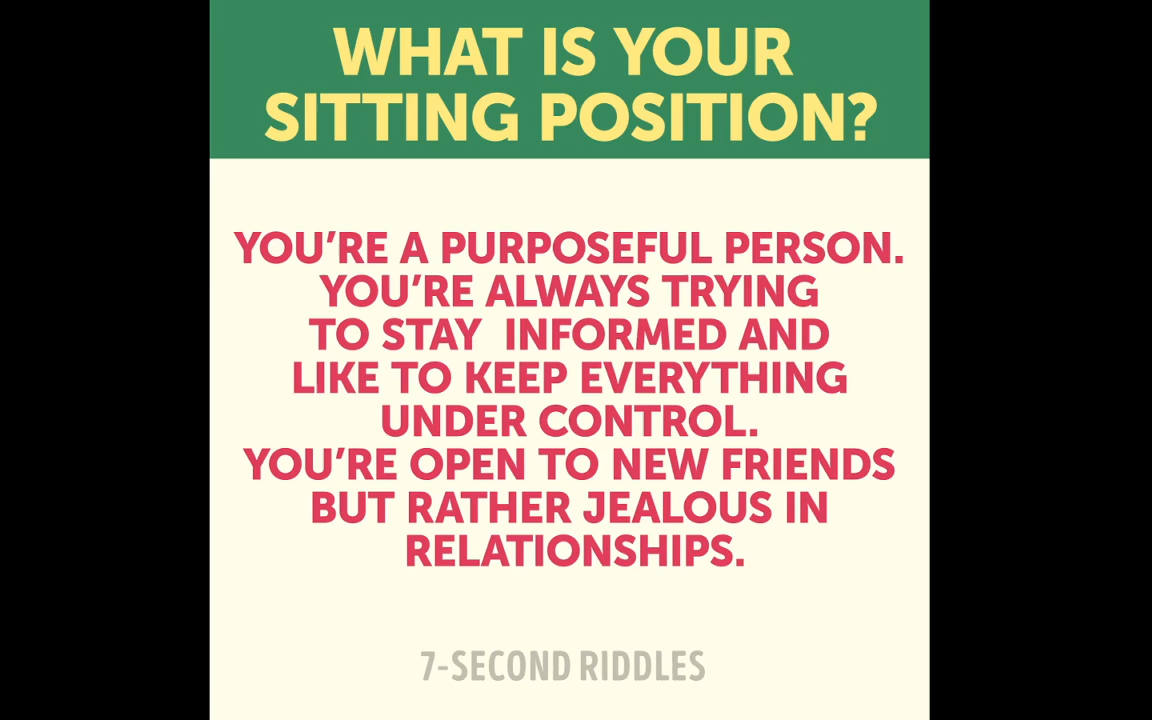 WHAT IS YOUR
SITTING POSITION?
YOU'RE A PURPOSEFUL PERSON.
YOU'RE ALWAYS TRYING
TO STAY  INFORMED AND
LIKE TO KEEP EVERYTHING
UNDER CONTROL.
YOU'RE OPEN TO NEW FRIENDS
BUT RATHER JEALOUS IN
RELATIONSHIPS.
7-SECOND RIDDLES